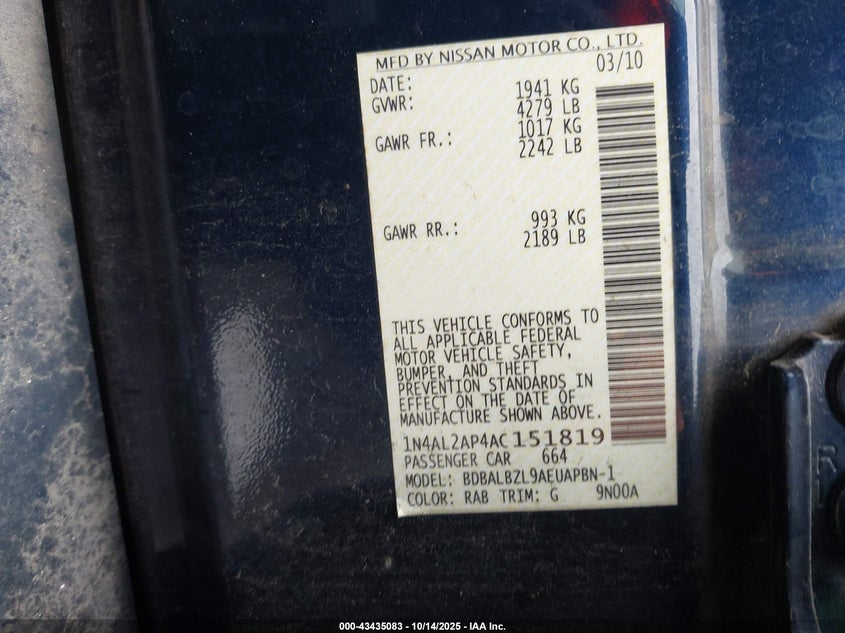 MFD BY NISSAN MOTOR CO., LTD.
DATE: 03/10
GVWR: 1941 KG
4279 LB
GAWR FR.: 1017 KG
2242 LB
GAWR RR.: 993 KG
2189 LB
THIS VEHICLE CONFORMS TO
ALL APPLICABLE FEDERAL
MOTOR VEHICLE SAFETY,
BUMPER, AND THEFT
PREVENTION STANDARDS IN
EFFECT ON THE DATE OF
MANUFACTURE SHOWN ABOVE.
1N4AL2AP4AC151819
PASSENGER CAR 664
MODEL: BDBALBZL9AEUAPBN-1
COLOR: RAB TRIM: G 9N00A
000-43435083 - 10/14/2025 - IAA Inc.